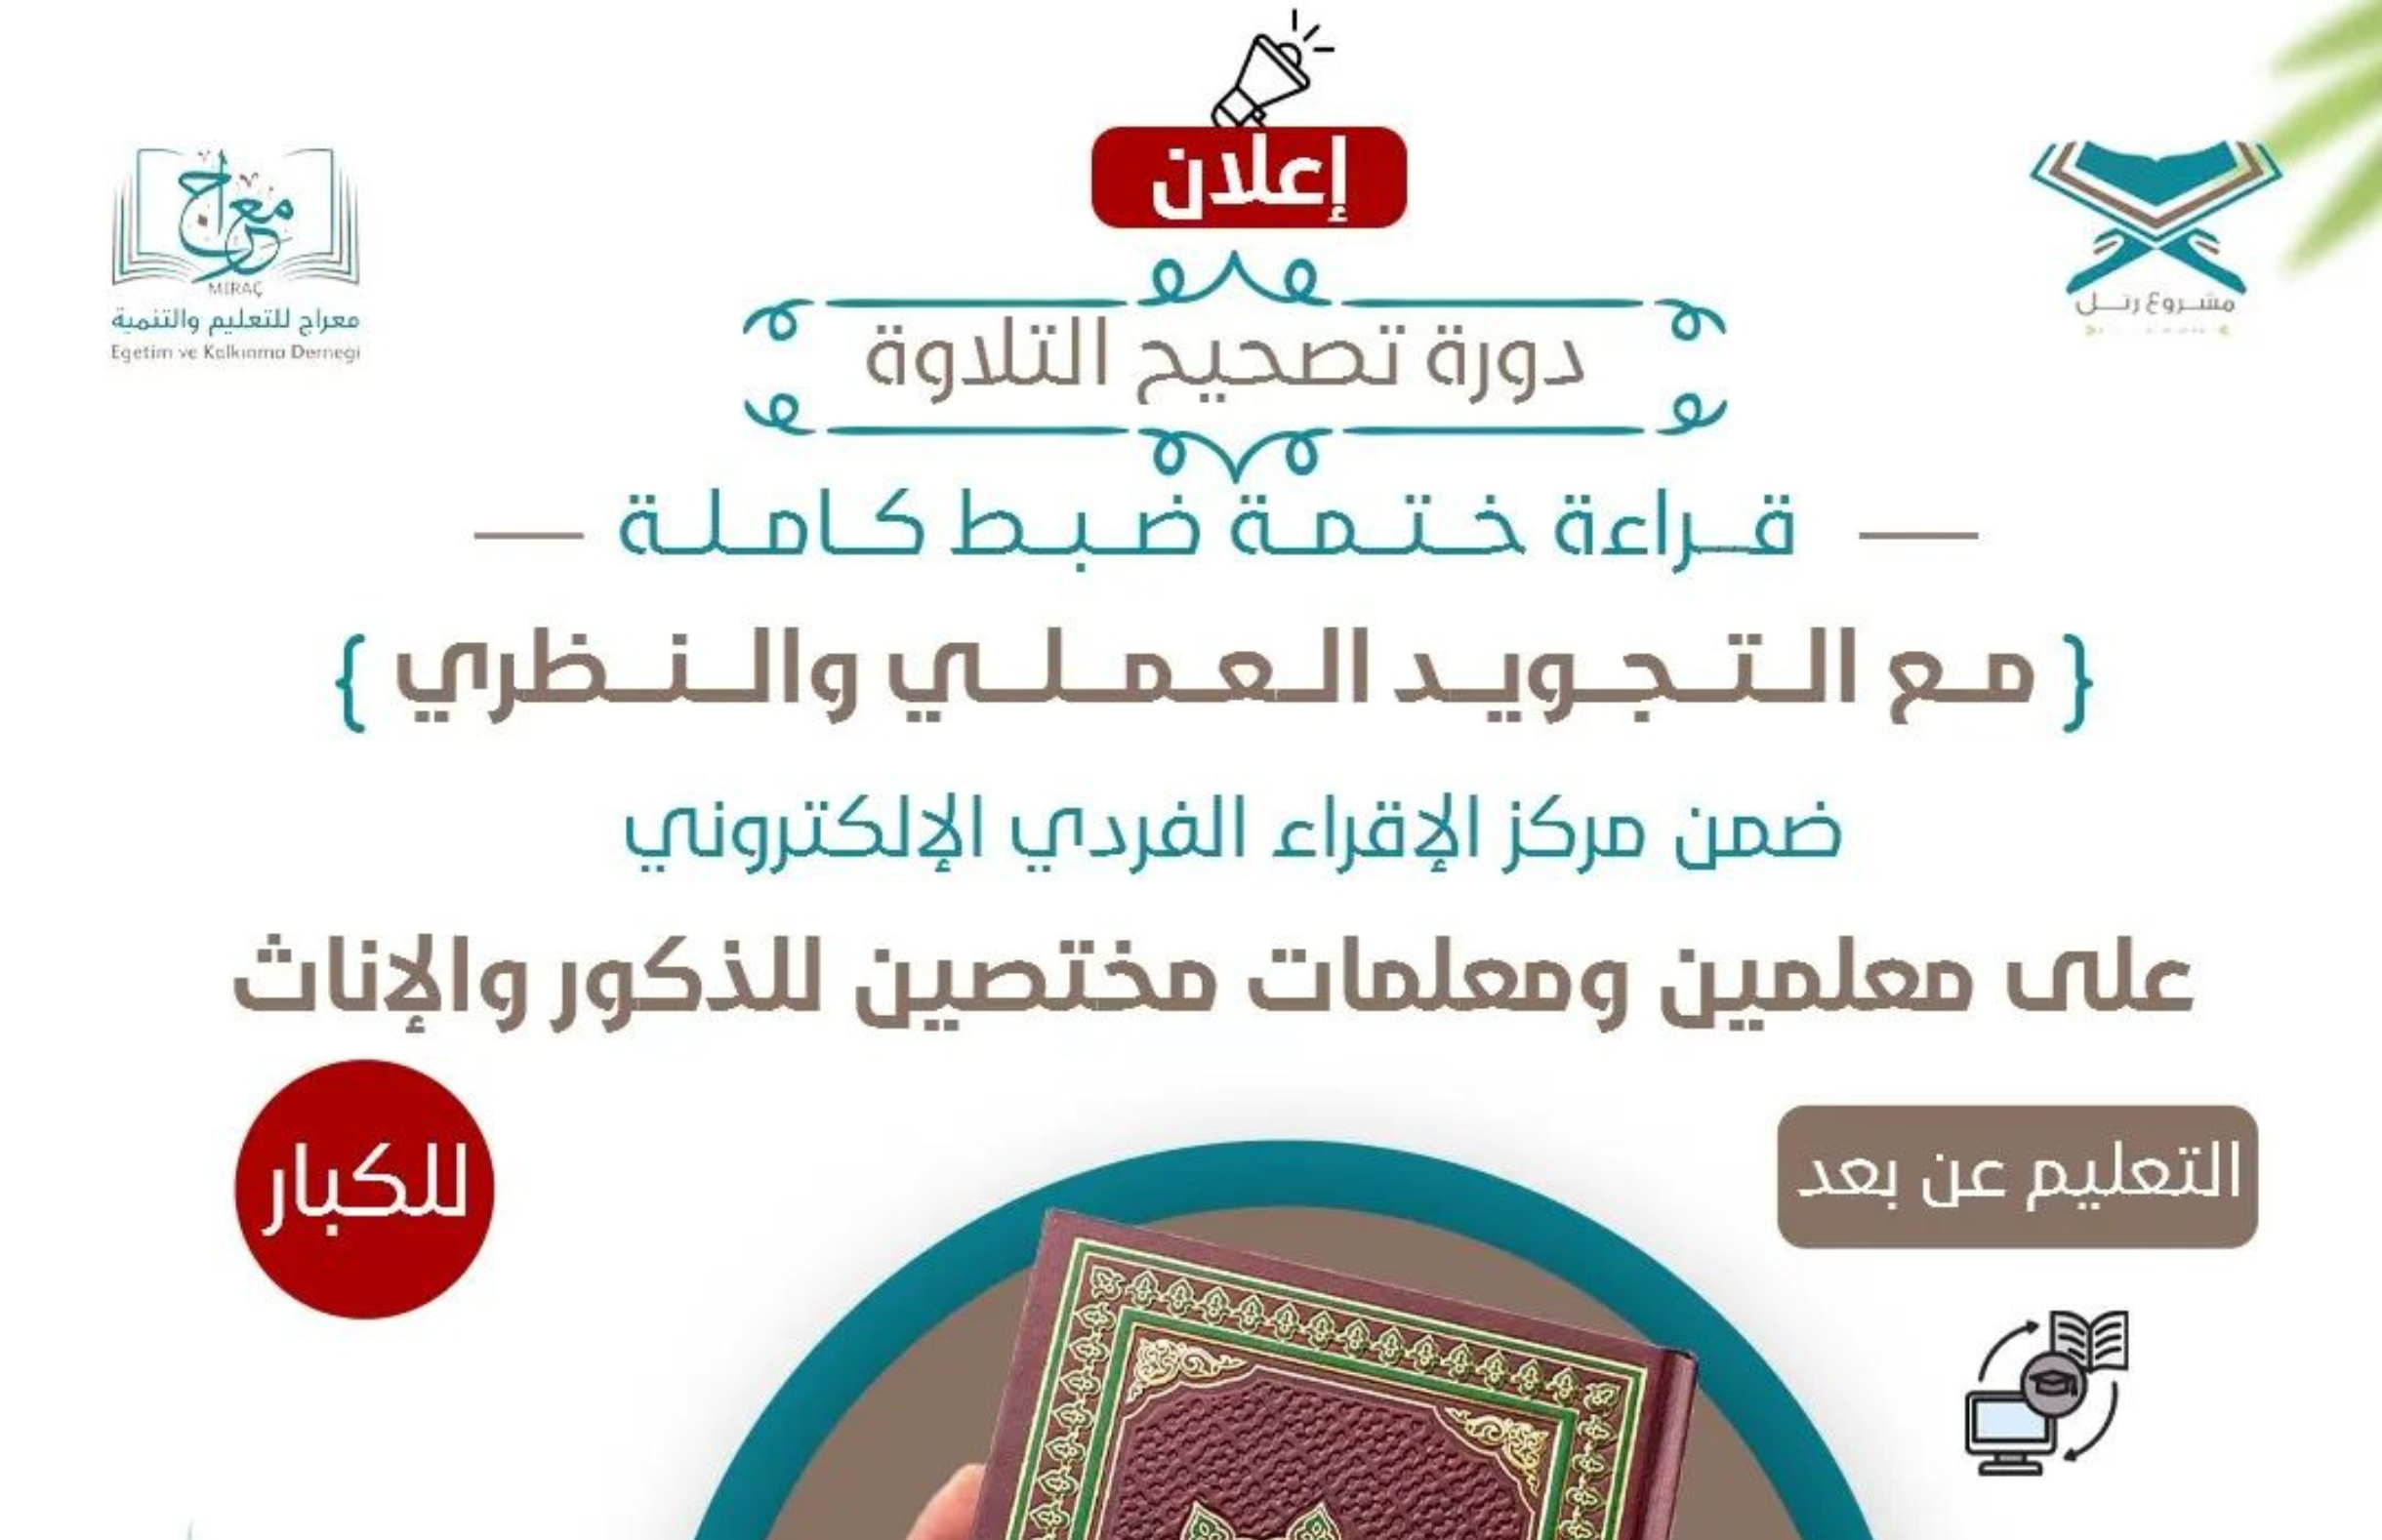 إعلان
معراج
MIRAÇ
معراج للتعليم والتنمية
Egetim ve Kalkınma Derneği
مشروع رتل
دورة تصحيح التلاوة
قراءة ختمة ضبط كاملة
{ مع التجويد العملي والنظري }
ضمن مركز الإقراء الفردي الإلكتروني
على معلمين ومعلمات مختصين للذكور والإناث
التعليم عن بعد
للكبار